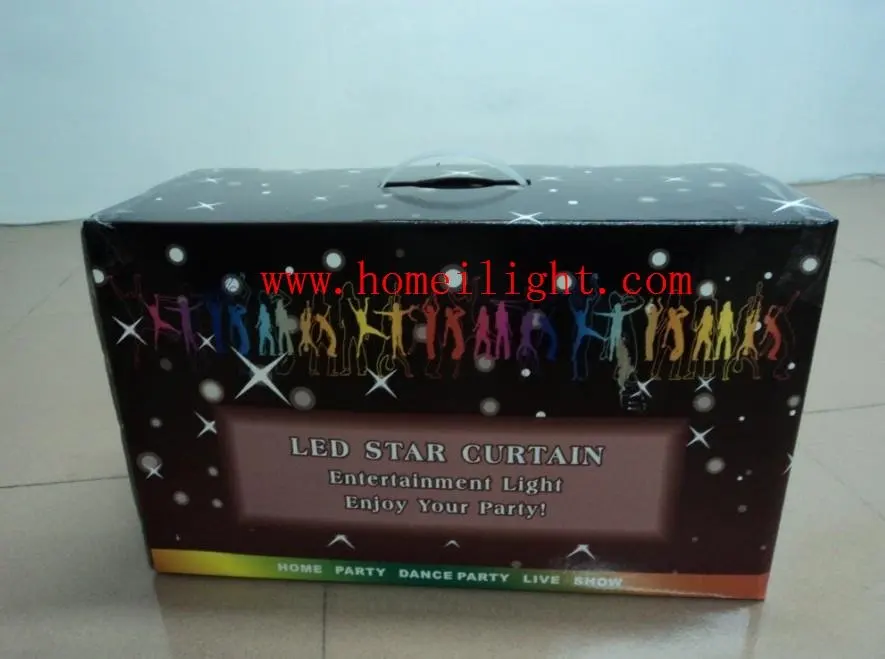 www.homeilight.com
LED STAR CURTAIN
Entertainment Light
Enjoy Your Party!
HOME PARTY DANCE PARTY LIVE SHOW